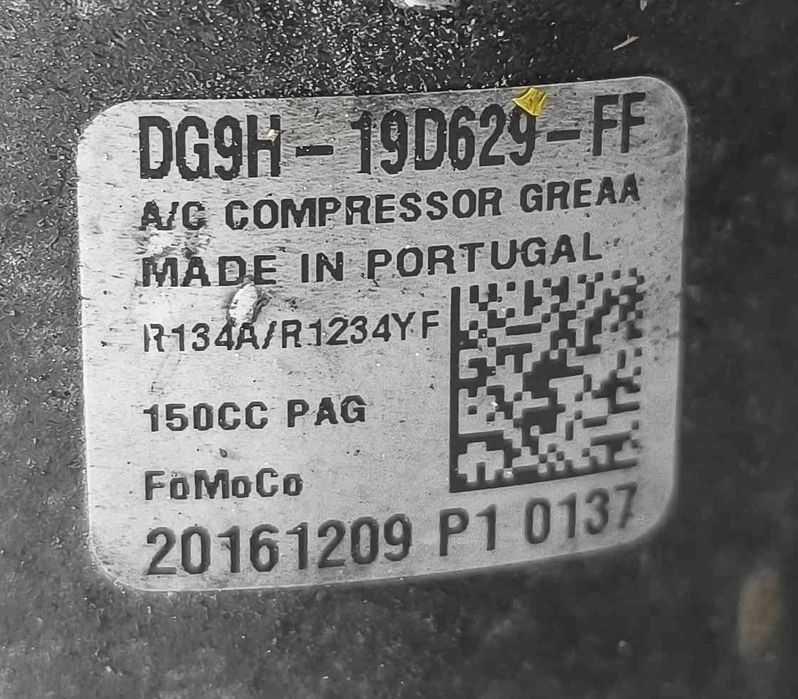 DG9H-19D629-FF
A/C COMPRESSOR GREAA
MADE IN PORTUGAL
R134A/R1234YF
150CC PAG
FoMoCo
20161209 P1 0137